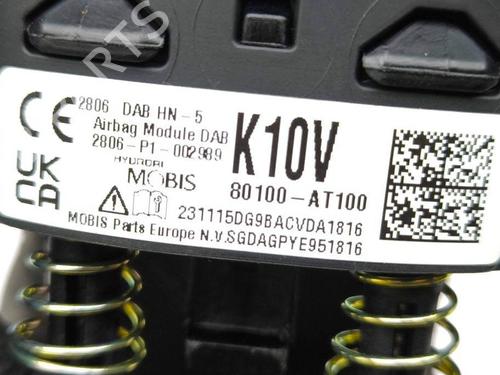 PARTS
2806 DAB HN-5
CE
Airbag Module DAB
2806-P1-002989
K10V
UK
CA
HYUNDAI
MOBIS
80100-AT100
231115DG9BACVDA1816
MOBIS Parts Europe N.V.SGDAGPYE951816